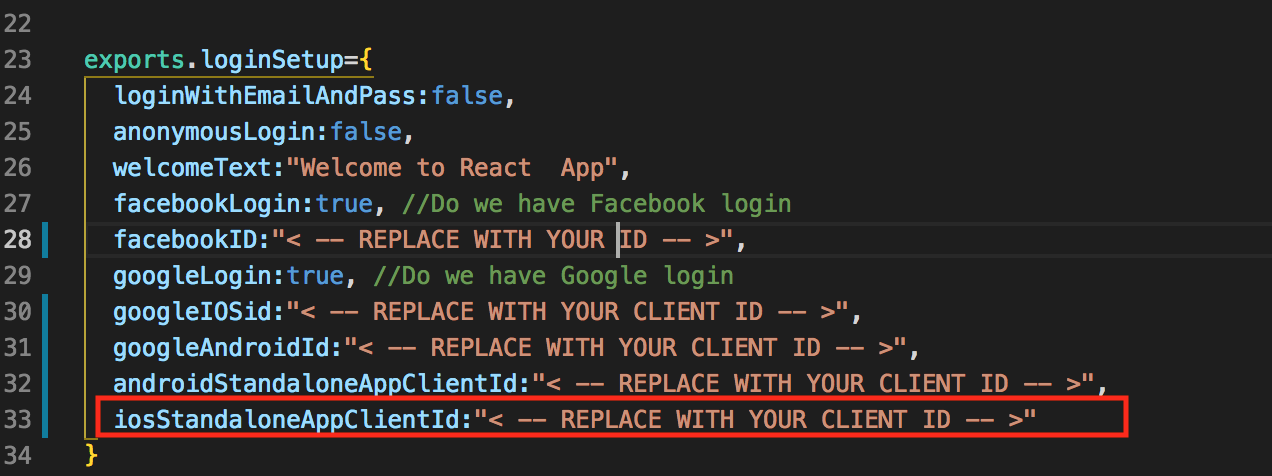 22
23 exports.loginSetup={
24 loginWithEmailAndPass:false,
25 anonymousLogin:false,
26 welcomeText:"Welcome to React  App",
27 facebookLogin:true, //Do we have Facebook login
28 facebookID:"< -- REPLACE WITH YOUR ID -- >",
29 googleLogin:true, //Do we have Google login
30 googleIOSid:"< -- REPLACE WITH YOUR CLIENT ID -- >",
31 googleAndroidId:"< -- REPLACE WITH YOUR CLIENT ID -- >",
32 androidStandaloneAppClientId:"< -- REPLACE WITH YOUR CLIENT ID -- >",
33 iosStandaloneAppClientId:"< -- REPLACE WITH YOUR CLIENT ID -- >"
34 }